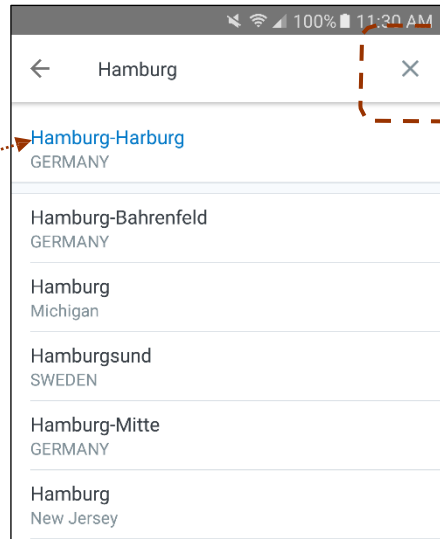 100% 11:30 AM
Hamburg
Hamburg-Harburg
GERMANY
Hamburg-Bahrenfeld
GERMANY
Hamburg
Michigan
Hamburgsund
SWEDEN
Hamburg-Mitte
GERMANY
Hamburg
New Jersey